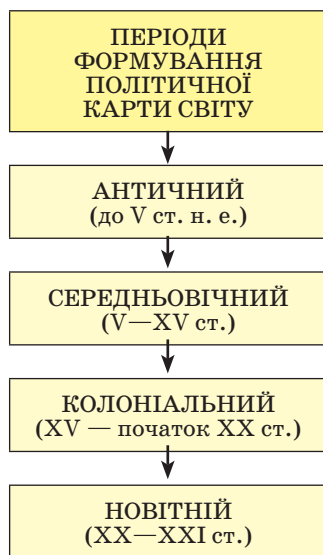 ПЕРІОДИ
ФОРМУВАННЯ
ПОЛІТИЧНОЇ
КАРТИ СВІТУ
АНТИЧНИЙ
(до V ст. н. е.)
СЕРЕДНЬОВІЧНИЙ
(V—XV ст.)
КОЛОНІАЛЬНИЙ
(XV — початок XX ст.)
НОВІТНІЙ
(XX—XXI ст.)